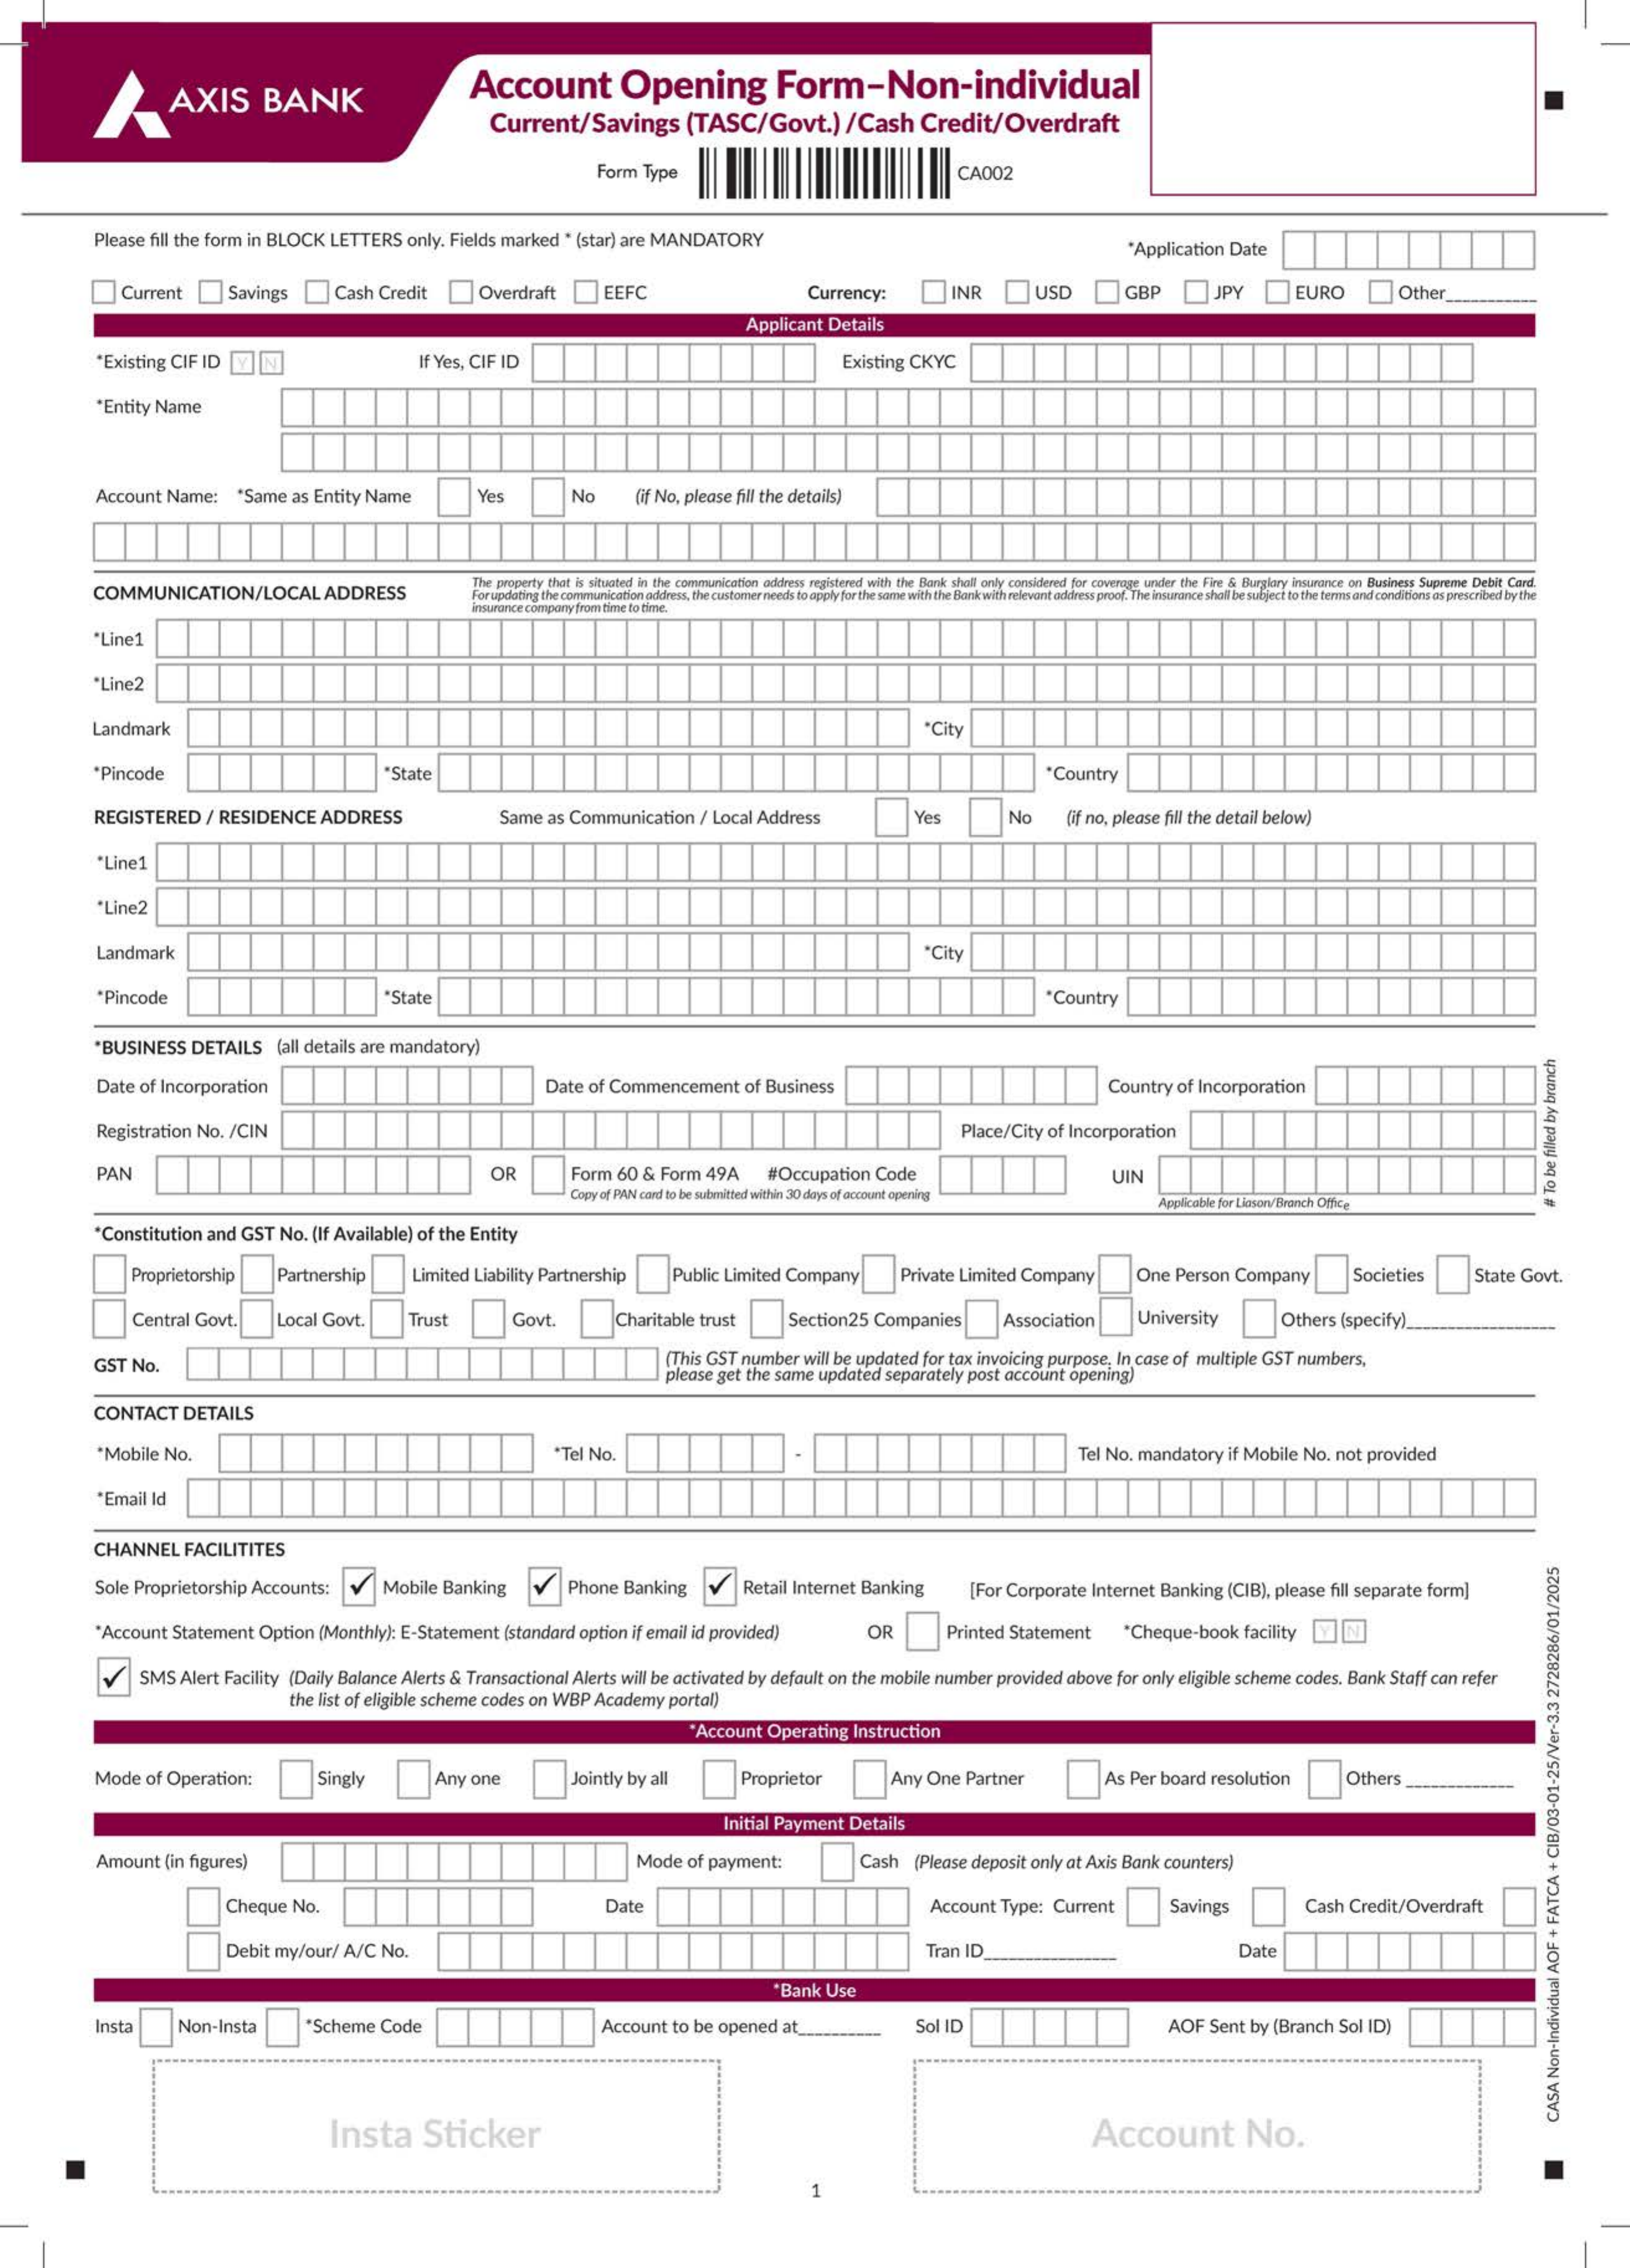 AXIS BANK
Account Opening Form-Non-individual
Current/Savings (TASC/Govt.) /Cash Credit/Overdraft
Form Type CA002
Please fill the form in BLOCK LETTERS only. Fields marked * (star) are MANDATORY
*Application Date
Current Savings Cash Credit Overdraft EEFC Currency: INR USD GBP JPY EURO Other___________
Applicant Details
*Existing CIF ID Y N If Yes, CIF ID Existing CKYC
*Entity Name
Account Name: *Same as Entity Name Yes No (if No, please fill the details)
COMMUNICATION/LOCAL ADDRESS
The property that is situated in the communication address registered with the Bank shall only considered for coverage under the Fire & Burglary insurance on Business Supreme Debit Card.
For updating the communication address, the customer needs to apply for the same with the Bank with relevant address proof. The insurance shall be subject to the terms and conditions as prescribed by the
insurance company from time to time.
*Line1
*Line2
Landmark *City
*Pincode *State *Country
REGISTERED / RESIDENCE ADDRESS Same as Communication / Local Address Yes No (if no, please fill the detail below)
*Line1
*Line2
Landmark *City
*Pincode *State *Country
*BUSINESS DETAILS (all details are mandatory)
Date of Incorporation Date of Commencement of Business Country of Incorporation
Registration No. /CIN Place/City of Incorporation
PAN OR Form 60 & Form 49A #Occupation Code UIN
Copy of PAN card to be submitted within 30 days of account opening
Applicable for Liason/Branch Office
# To be filled by branch
*Constitution and GST No. (If Available) of the Entity
Proprietorship Partnership Limited Liability Partnership Public Limited Company Private Limited Company One Person Company Societies State Govt.
Central Govt. Local Govt. Trust Govt. Charitable trust Section25 Companies Association University Others (specify)__________________
GST No. (This GST number will be updated for tax invoicing purpose. In case of multiple GST numbers,
please get the same updated separately post account opening)
CONTACT DETAILS
*Mobile No. *Tel No. - Tel No. mandatory if Mobile No. not provided
*Email Id
CHANNEL FACILITITES
Sole Proprietorship Accounts: ✓ Mobile Banking ✓ Phone Banking ✓ Retail Internet Banking [For Corporate Internet Banking (CIB), please fill separate form]
*Account Statement Option (Monthly): E-Statement (standard option if email id provided) OR Printed Statement *Cheque-book facility Y N
✓ SMS Alert Facility (Daily Balance Alerts & Transactional Alerts will be activated by default on the mobile number provided above for only eligible scheme codes. Bank Staff can refer
the list of eligible scheme codes on WBP Academy portal)
*Account Operating Instruction
Mode of Operation: Singly Any one Jointly by all Proprietor Any One Partner As Per board resolution Others _____________
Initial Payment Details
Amount (in figures) Mode of payment: Cash (Please deposit only at Axis Bank counters)
Cheque No. Date Account Type: Current Savings Cash Credit/Overdraft
Debit my/our/ A/C No. Tran ID________________ Date
*Bank Use
Insta Non-Insta *Scheme Code Account to be opened at__________ Sol ID AOF Sent by (Branch Sol ID)
Insta Sticker
Account No.
CASA Non-Individual AOF + FATCA + CIB/03-01-25/Ver-3.3 2728286/01/2025
1